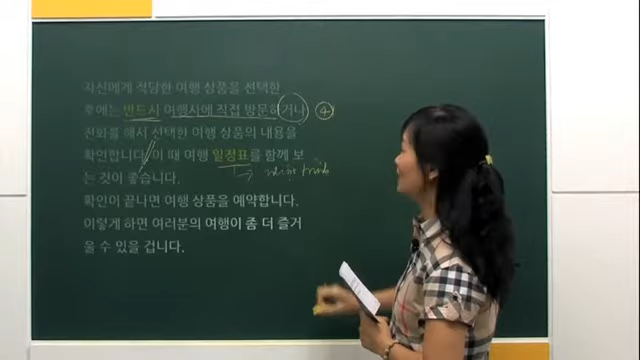 자신에게 적당한 여행 상품을 선택한
후에는 반드시 여행사에 직접 방문하거나 ④
전화를 해서 선택한 여행 상품의 내용을
확인합니다. 이 때 여행 일정표를 함께 보
는 것이 좋습니다.
확인이 끝나면 여행 상품을 예약합니다.
이렇게 하면 여러분의 여행이 좀 더 즐거
울 수 있을 겁니다.